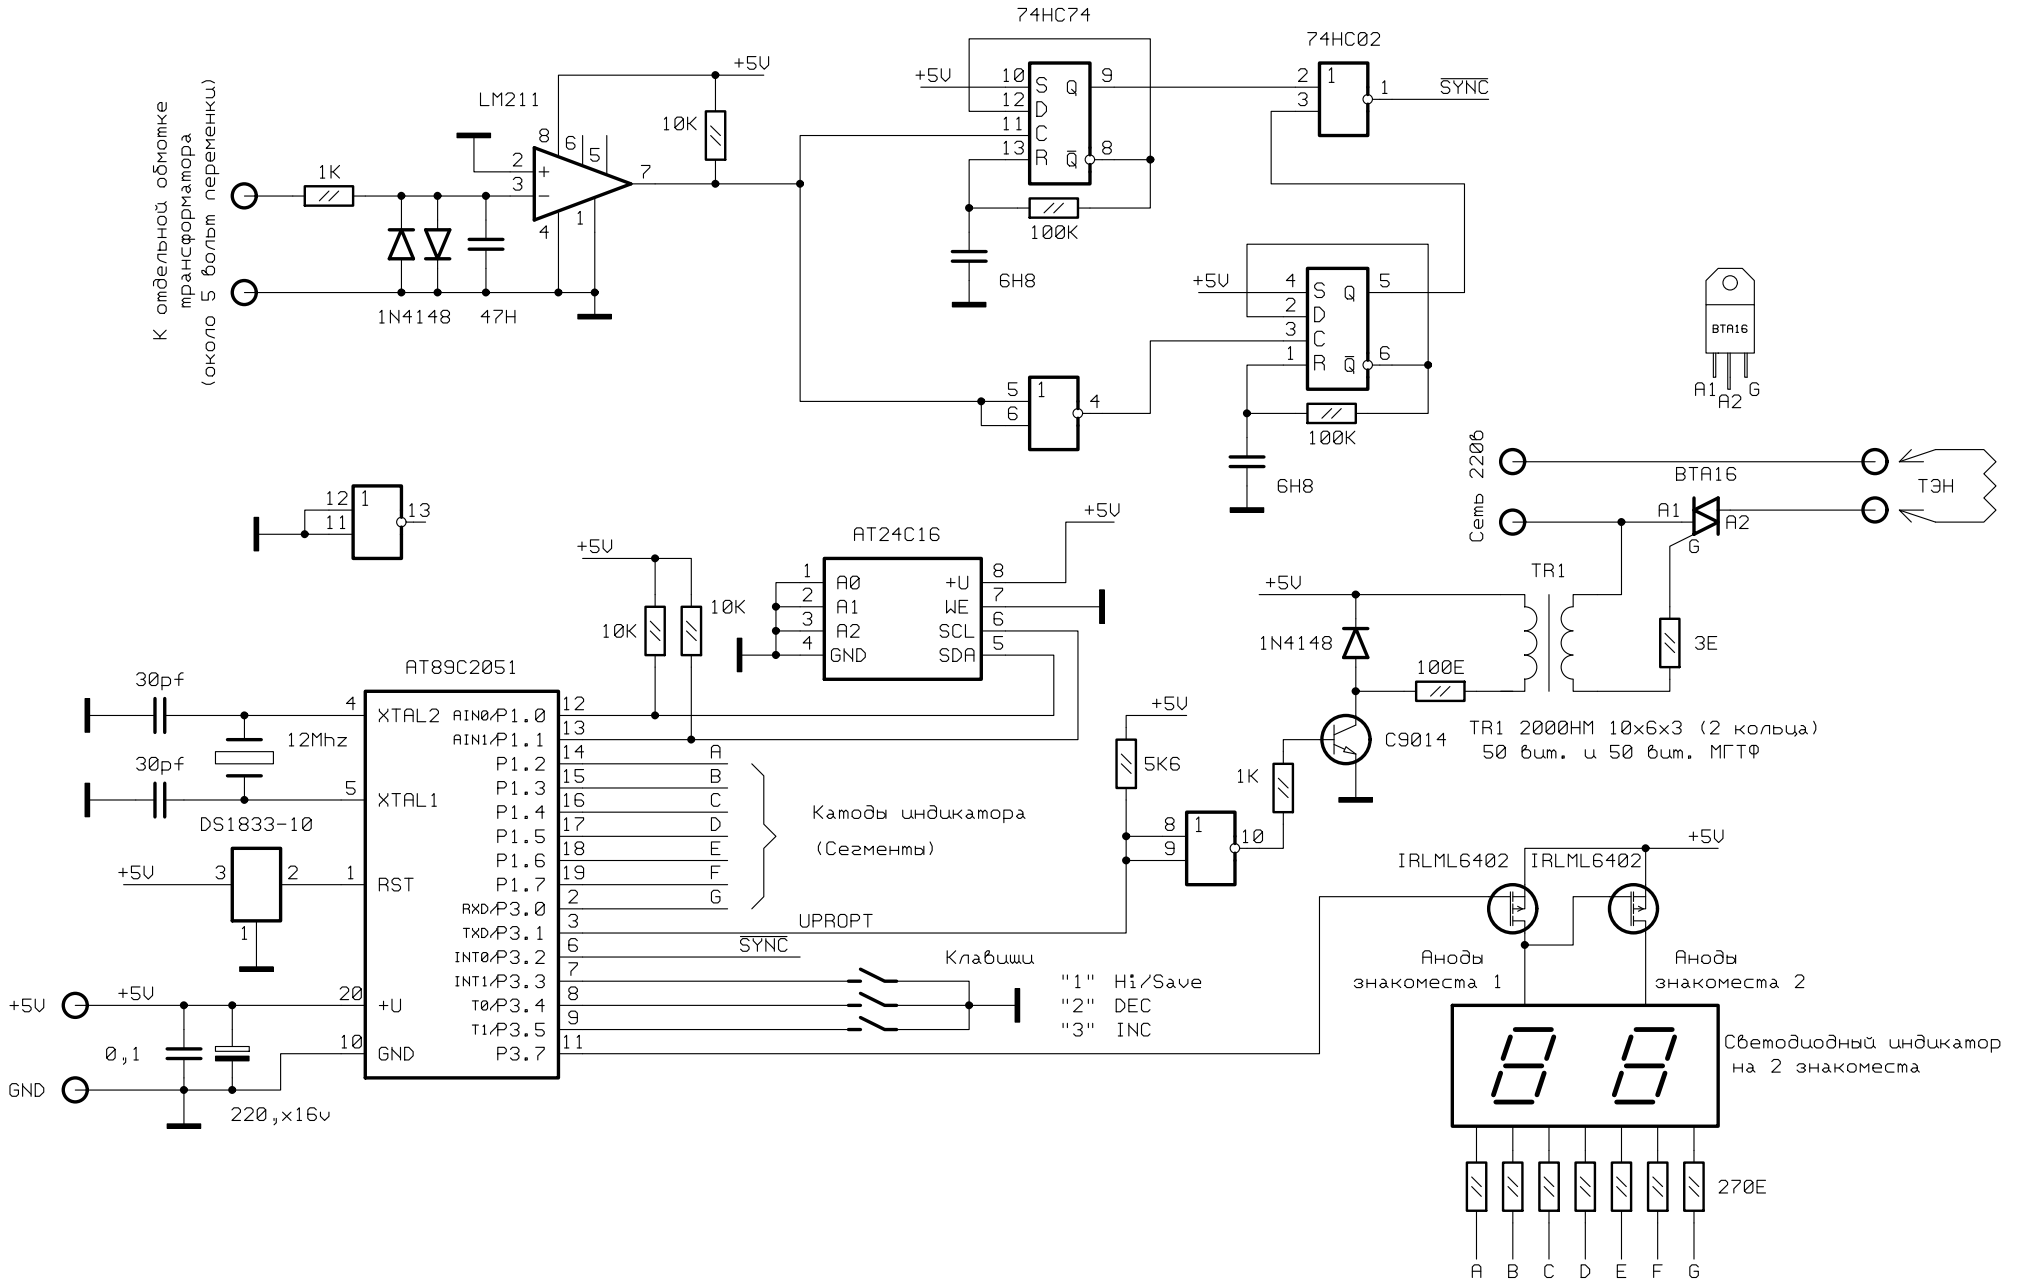 74HC74
74HC02
LM211
+5V
10K
1K
К отдельной обмотке
трансформатора
(около 5 вольт переменки)
8
6
5
2
+
3
−
7
4
1
1N4148
47Н
+5V
10
S
Q
9
12
D
11
C
13
R
Q
8
100K
6Н8
2
1
3
1
SYNC
+5V
4
S
Q
5
2
D
3
C
1
R
Q
6
100K
6Н8
5
1
6
4
BTA16
A1
A2
G
Сеть 220в
BTA16
A1
A2
G
ТЭН
12
1
11
13
+5V
10K
10K
AT24C16
+5V
1
A0
+U
8
2
A1
WE
7
3
A2
SCL
6
4
GND
SDA
5
+5V
TR1
1N4148
100E
3E
C9014
TR1 2000НМ 10x6x3 (2 кольца)
50 вит. и 50 вит. МГТФ
+5V
5K6
1K
8
1
9
10
AT89C2051
30pf
4
XTAL2
AIN0/P1.0
12
12Mhz
AIN1/P1.1
13
P1.2
14
A
30pf
P1.3
15
B
5
XTAL1
P1.4
16
C
P1.5
17
D
P1.6
18
E
P1.7
19
F
RXD/P3.0
2
G
TXD/P3.1
3
UPROPT
INT0/P3.2
6
SYNC
INT1/P3.3
7
T0/P3.4
8
T1/P3.5
9
P3.7
11
Катоды индикатора
(Сегменты)
DS1833-10
+5V
3
2
1
RST
1
+5V
+5V
20
+U
0,1
10
GND
GND
220,x16v
Клавиши
"1" Hi/Save
"2" DEC
"3" INC
+5V
IRLML6402
IRLML6402
Аноды
знакоместа 1
Аноды
знакоместа 2
Светодиодный индикатор
на 2 знакоместа
8 8
270E
A B C D E F G